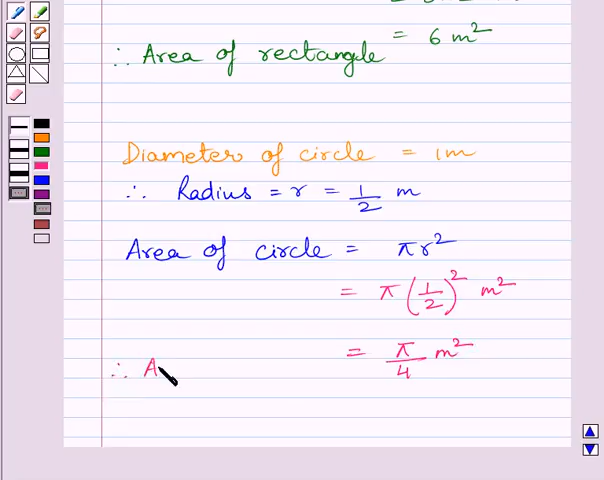 = 6 m²
∴ Area of rectangle
Diameter of circle = 1m
∴ Radius = r = 1/2 m
Area of circle = πr²
= π(1/2)² m²
= π/4 m²
∴ A